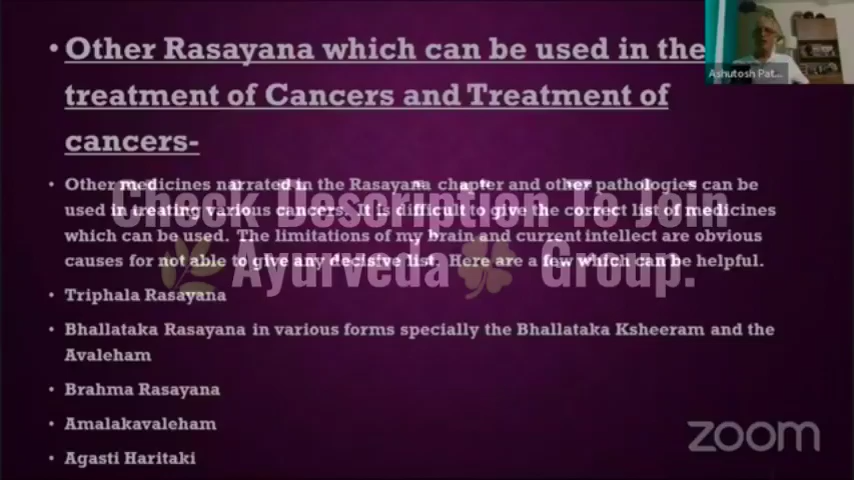 • Other Rasayana which can be used in the
treatment of Cancers and Treatment of
cancers-
• Other medicines narrated in the Rasayana chapter and other pathologies can be
used in treating various cancers. It is difficult to give the correct list of medicines
which can be used. The limitations of my brain and current intellect are obvious
causes for not able to give any decisive list. Here are a few which can be helpful.
• Triphala Rasayana
• Bhallataka Rasayana in various forms specially the Bhallataka Ksheeram and the
Avaleham
• Brahma Rasayana
• Amalakavaleham
• Agasti Haritaki
Check Description To Join
Ayurveda Group.
Ashutosh Pat...
zoom